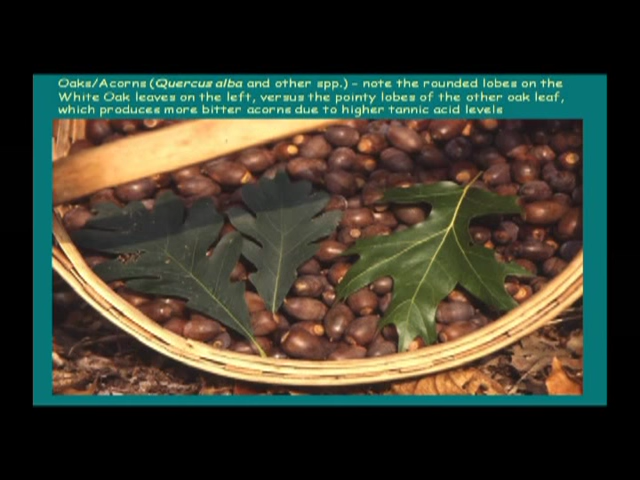 Oaks/Acorns (Quercus alba and other spp.) - note the rounded lobes on the
White Oak leaves on the left, versus the pointy lobes of the other oak leaf,
which produces more bitter acorns due to higher tannic acid levels